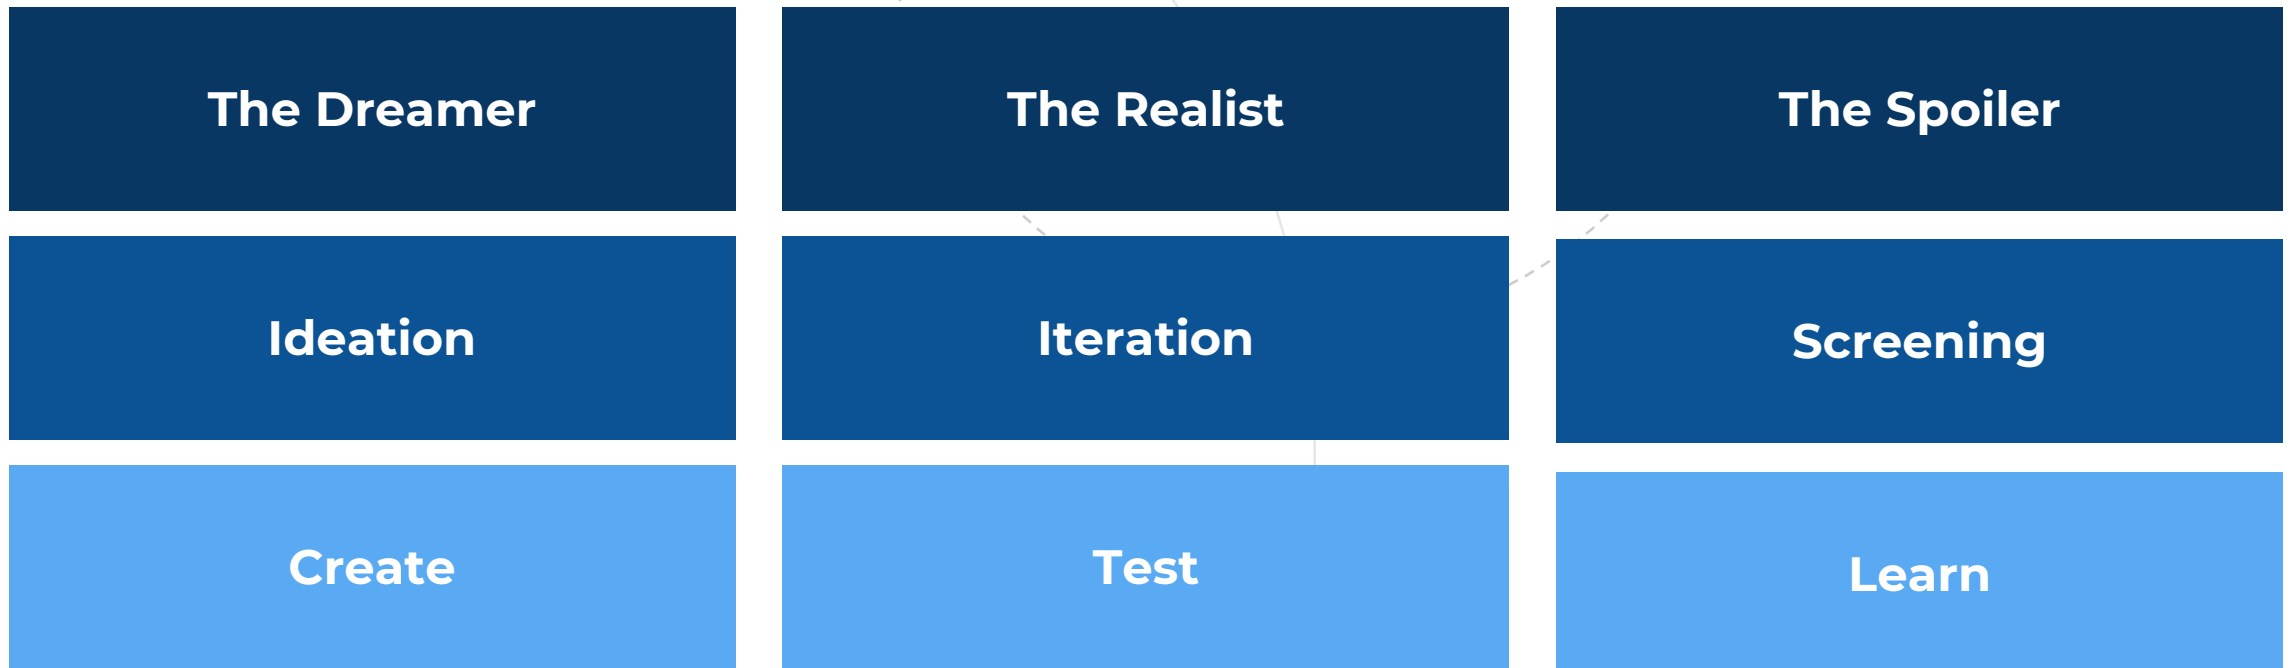 The Dreamer
The Realist
The Spoiler
Ideation
Iteration
Screening
Create
Test
Learn